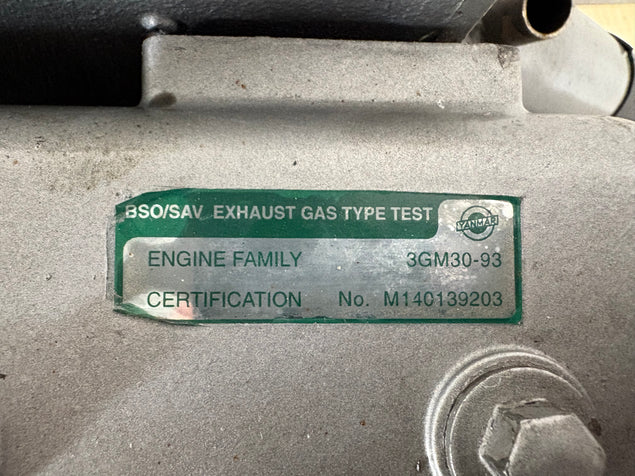 BSO/SAV EXHAUST GAS TYPE TEST
YANMAR
ENGINE FAMILY 3GM30-93
CERTIFICATION No. M140139203